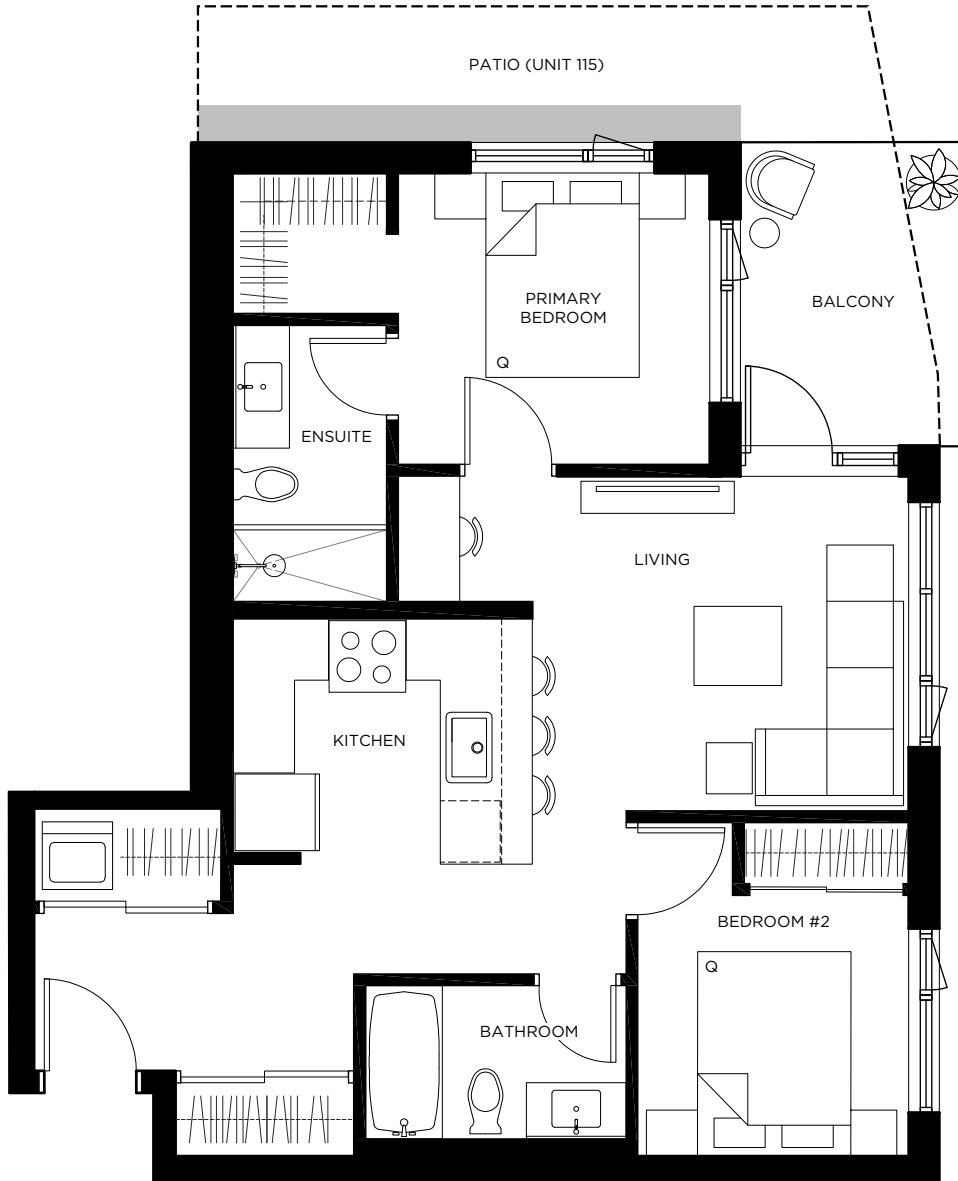 PATIO (UNIT 115)
PRIMARY
BEDROOM
BALCONY
Q
ENSUITE
LIVING
KITCHEN
BEDROOM #2
Q
BATHROOM